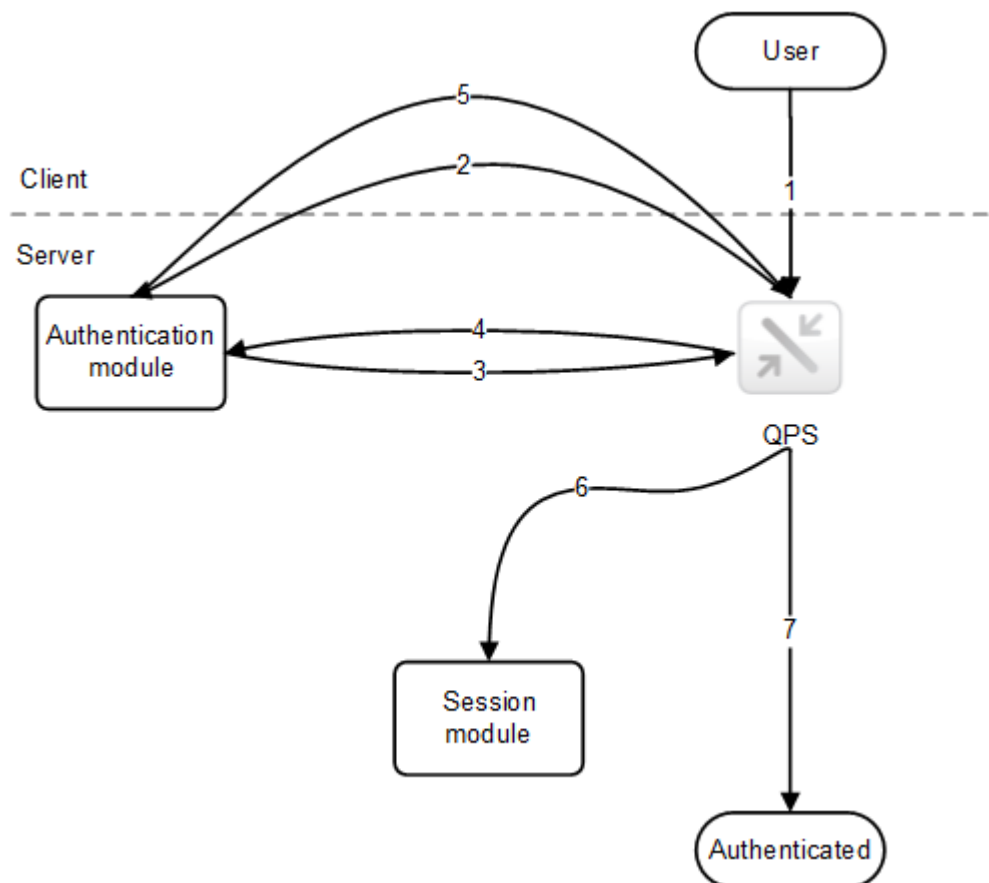 User
5
2
Client
1
Server
Authentication
module
4
3
QPS
6
7
Session
module
Authenticated